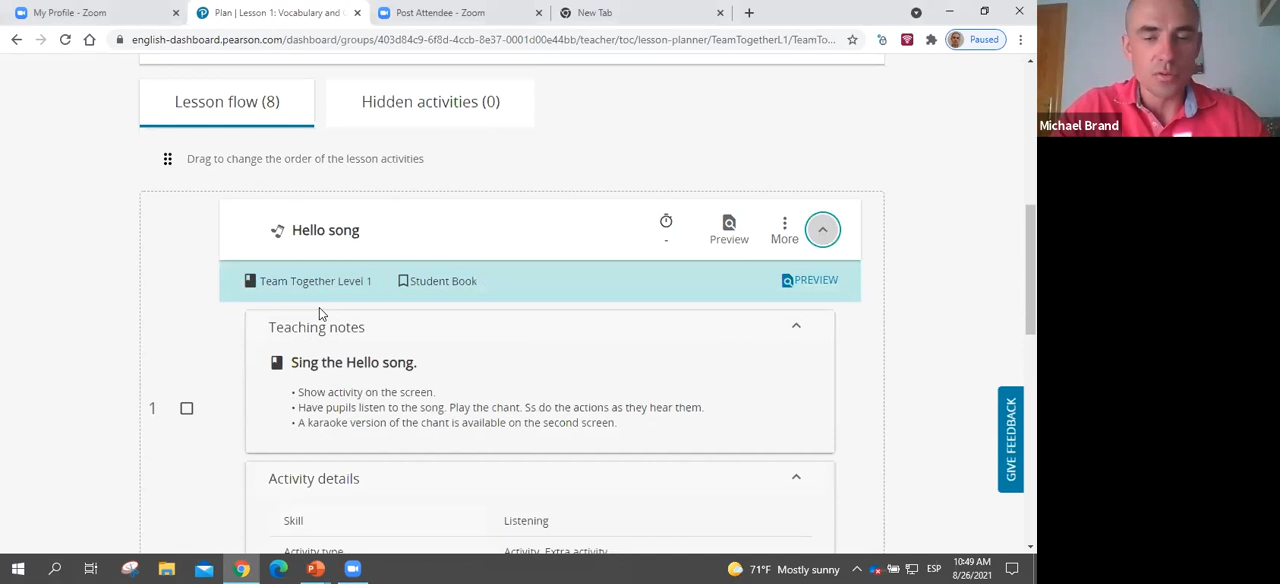 My Profile - Zoom
Plan | Lesson 1: Vocabulary and
Post Attendee - Zoom
New Tab
english-dashboard.pearson.com/dashboard/groups/403d84c9-6f8a-4ccb-8e37-0001d00e44bb/teacher/toc/lesson-planner/TeamTogetherL1/TeamTo...
Paused
Lesson flow (8)
Hidden activities (0)
Drag to change the order of the lesson activities
Hello song
-
Preview
More
Team Together Level 1
Student Book
PREVIEW
Teaching notes
Sing the Hello song.
• Show activity on the screen.
• Have pupils listen to the song. Play the chant. Ss do the actions as they hear them.
• A karaoke version of the chant is available on the second screen.
1
Activity details
Skill
Listening
Activity type
Activity, Extra activity
GIVE FEEDBACK
Michael Brand
71°F Mostly sunny
ESP
10:49 AM
8/26/2021